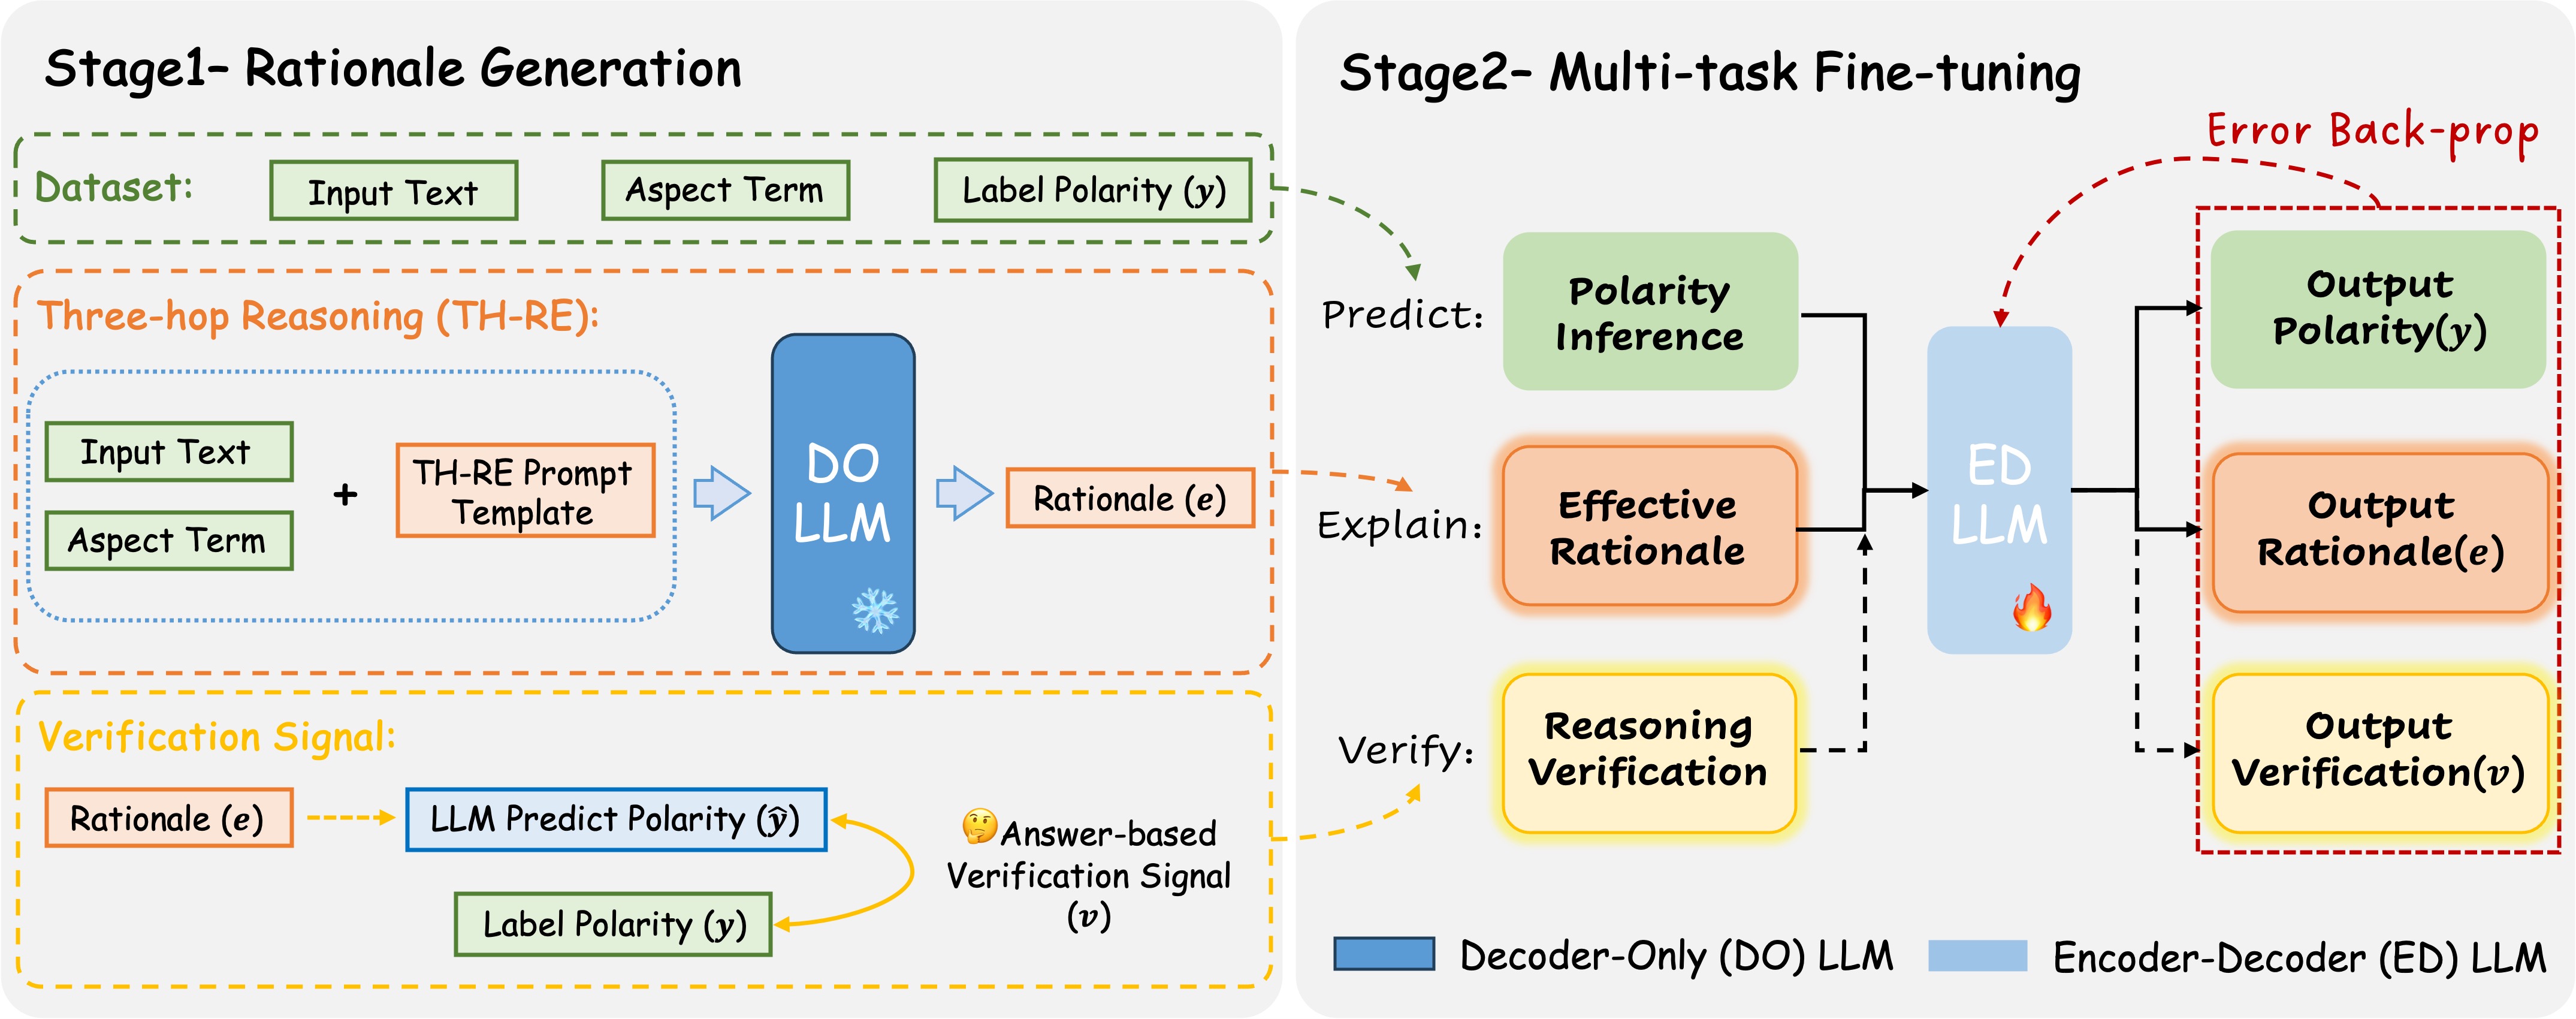 Stage1– Rationale Generation
Dataset:
Input Text
Aspect Term
Label Polarity (y)
Three-hop Reasoning (TH-RE):
Input Text
Aspect Term
+
TH-RE Prompt
Template
DO
LLM
Rationale (e)
Verification Signal:
Rationale (e)
LLM Predict Polarity (ŷ)
Label Polarity (y)
Answer-based
Verification Signal
(v)
Stage2– Multi-task Fine-tuning
Error Back-prop
Predict:
Polarity
Inference
Explain:
Effective
Rationale
Verify:
Reasoning
Verification
ED
LLM
Output
Polarity(y)
Output
Rationale(e)
Output
Verification(v)
Decoder-Only (DO) LLM
Encoder-Decoder (ED) LLM